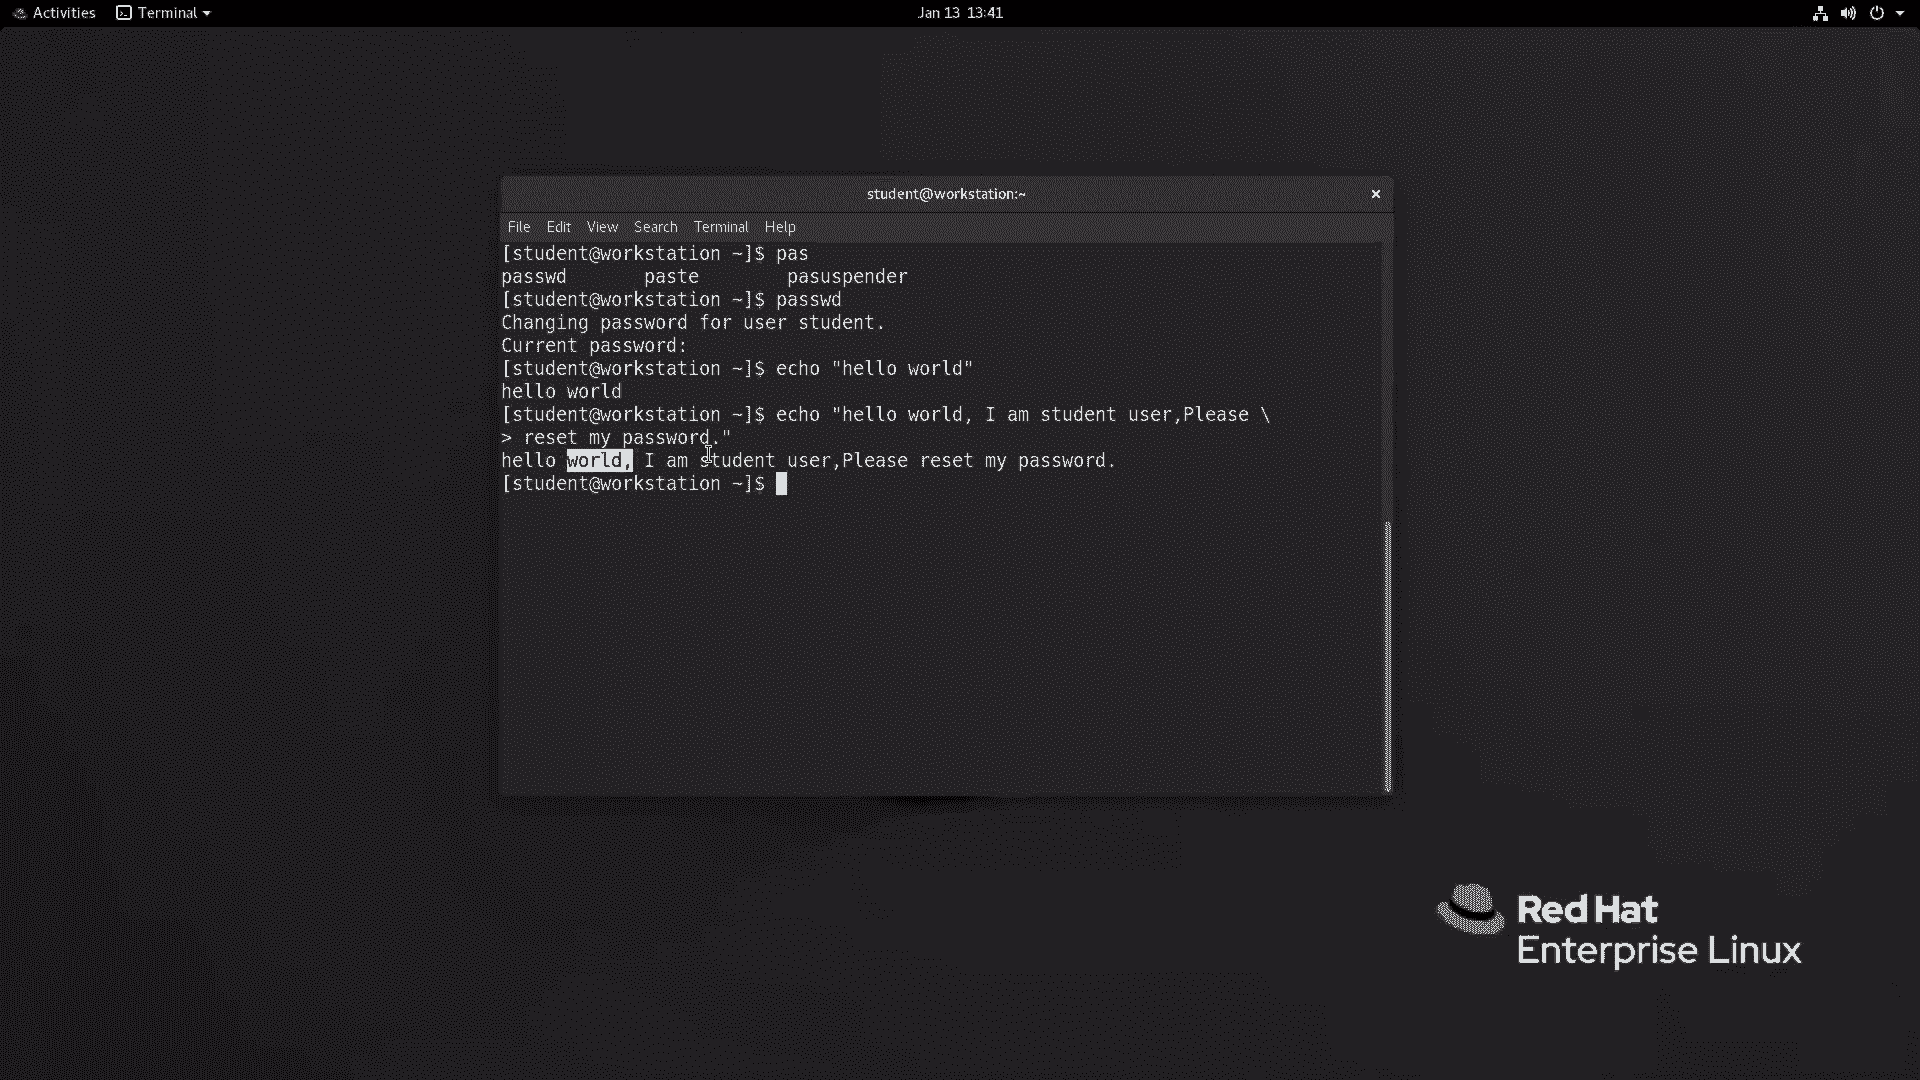 Activities Terminal Jan 13 13:41
student@workstation:~
File Edit View Search Terminal Help
[student@workstation ~]$ pas
passwd paste pasuspender
[student@workstation ~]$ passwd
Changing password for user student.
Current password:
[student@workstation ~]$ echo "hello world"
hello world
[student@workstation ~]$ echo "hello world, I am student user,Please \
> reset my password."
hello world, I am student user,Please reset my password.
[student@workstation ~]$
Red Hat
Enterprise Linux